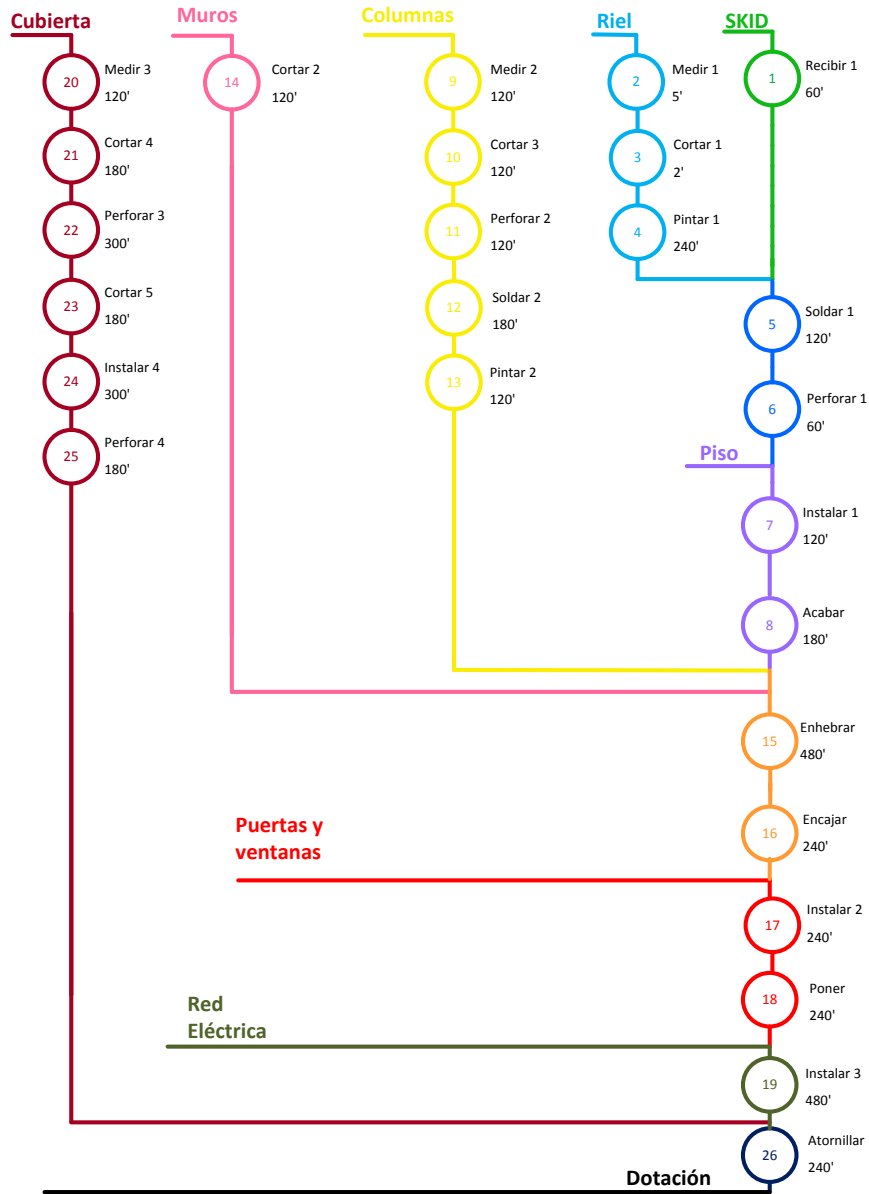 Cubierta
20
Medir 3
120'
21
Cortar 4
180'
22
Perforar 3
300'
23
Cortar 5
180'
24
Instalar 4
300'
25
Perforar 4
180'
Muros
14
Cortar 2
120'
Columnas
9
Medir 2
120'
10
Cortar 3
120'
11
Perforar 2
120'
12
Soldar 2
180'
13
Pintar 2
120'
Riel
2
Medir 1
5'
3
Cortar 1
2'
4
Pintar 1
240'
SKID
1
Recibir 1
60'
5
Soldar 1
120'
6
Perforar 1
60'
Piso
7
Instalar 1
120'
8
Acabar
180'
15
Enhebrar
480'
16
Encajar
240'
Puertas y
ventanas
17
Instalar 2
240'
18
Poner
240'
Red
Eléctrica
19
Instalar 3
480'
26
Atornillar
240'
Dotación